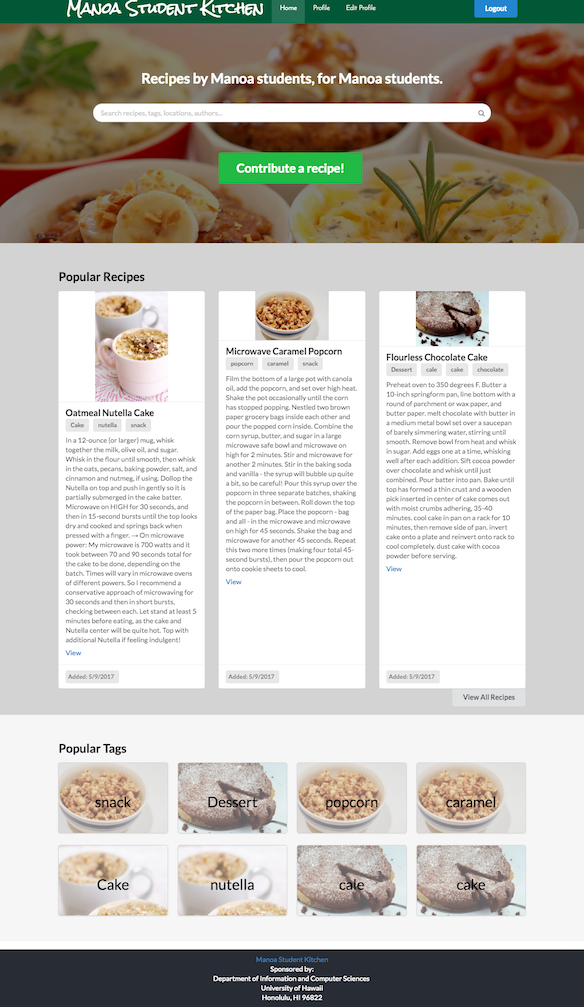 Manoa Student Kitchen
Home
Profile
Edit Profile
Logout
Recipes by Manoa students, for Manoa students.
Search recipes, tags, locations, authors...
Contribute a recipe!
Popular Recipes
Oatmeal Nutella Cake
Cake
nutella
snack
In a 12-ounce (or larger) mug, whisk
together the milk, olive oil, and sugar.
Whisk in the flour until smooth, then whisk
in the oats, pecans, baking powder, salt, and
cinnamon and nutmeg, if using. Dollop the
Nutella on top and push in gently so it is
partially submerged in the cake batter.
Microwave on HIGH for 30 seconds, and
then in 15-second bursts until the top looks
dry and cooked and springs back when
pressed with a finger. → On microwave
power: My microwave is 700 watts and it
took between 70 and 90 seconds total for
the cake to be done, depending on the
batch. Times will vary in microwave ovens
of different powers. So I recommend a
conservative approach of microwaving for
30 seconds and then in short bursts,
checking between each. Let stand at least 5
minutes before eating, as the cake and
Nutella center will be quite hot. Top with
additional Nutella if feeling indulgent!
View
Added: 5/9/2017
Microwave Caramel Popcorn
popcorn
caramel
snack
Film the bottom of a large pot with canola
oil, add the popcorn, and set over high heat.
Shake the pot occasionally until the corn
has stopped popping. Nestled two brown
paper grocery bags inside each other and
pour the popped corn inside. Combine the
corn syrup, butter, and sugar in a large
microwave safe bowl and microwave on
high for 2 minutes. Stir and microwave for
another 2 minutes. Stir in the baking soda
and vanilla - the syrup will bubble up quite
a bit, so be careful! Pour this syrup over the
popcorn in three separate batches, shaking
the popcorn in between. Roll down the top
of the paper bag. Place the popcorn - bag
and all - in the microwave and microwave
on high for 45 seconds. Shake the bag and
microwave for another 45 seconds. Repeat
this two more times (making four total 45-
second bursts), then pour the popcorn out
onto cookie sheets to cool.
View
Added: 5/9/2017
Flourless Chocolate Cake
Dessert
cale
cake
chocolate
Preheat oven to 350 degrees F. Butter a
10-inch springform pan, line bottom with a
round of parchment or wax paper, and
butter paper. melt chocolate with butter in
a medium metal bowl set over a saucepan
of barely simmering water, stirring until
smooth. Remove bowl from heat and whisk
in sugar. Add eggs one at a time, whisking
well after each addition. Sift cocoa powder
over chocolate and whisk until just
combined. Pour batter into pan. Bake until
top has formed a thin crust and a wooden
pick inserted in center of cake comes out
with moist crumbs adhering, 35-40
minutes. cool cake in pan on a rack for 10
minutes, then remove side of pan. invert
cake onto a plate and reinvert onto rack to
cool completely. dust cake with cocoa
powder before serving.
View
Added: 5/9/2017
View All Recipes
Popular Tags
snack
Dessert
popcorn
caramel
Cake
nutella
cale
cake
Manoa Student Kitchen
Sponsored by:
Department of Information and Computer Sciences
University of Hawaii
Honolulu, HI 96822